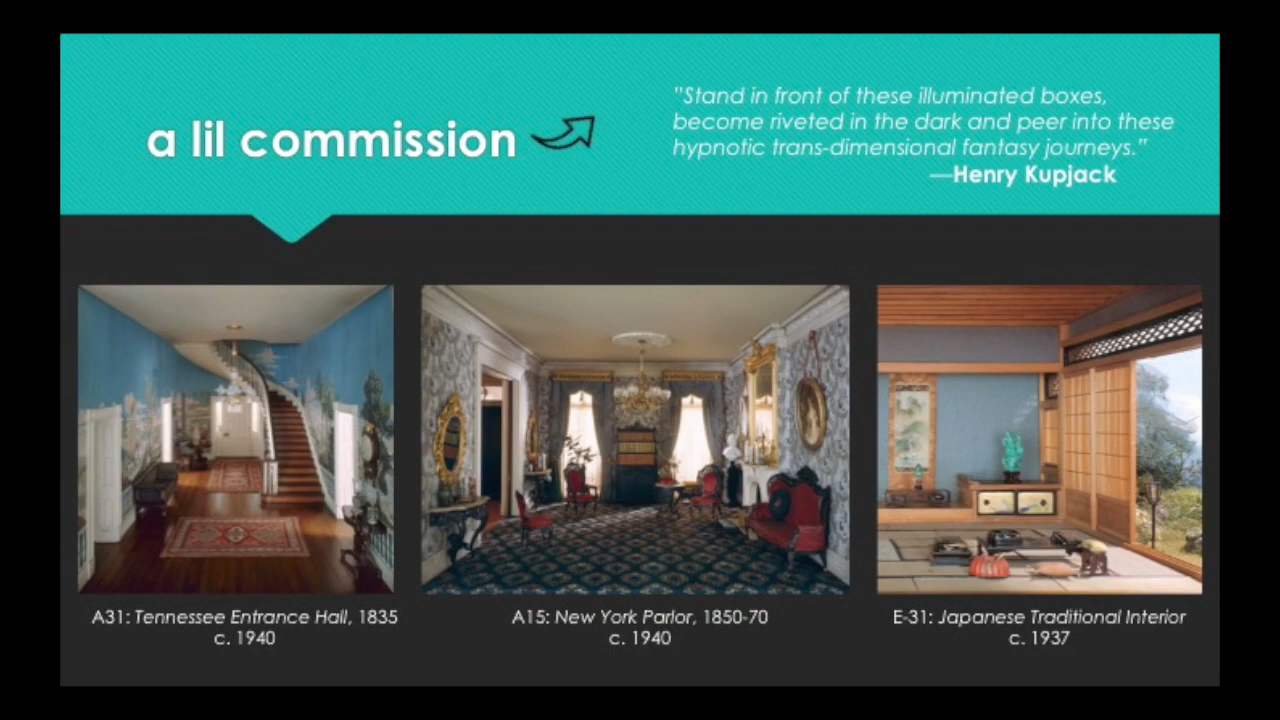 a lil commission
"Stand in front of these illuminated boxes,
become riveted in the dark and peer into these
hypnotic trans-dimensional fantasy journeys."
—Henry Kupjack
A31: Tennessee Entrance Hall, 1835
c. 1940
A15: New York Parlor, 1850-70
c. 1940
E-31: Japanese Traditional Interior
c. 1937